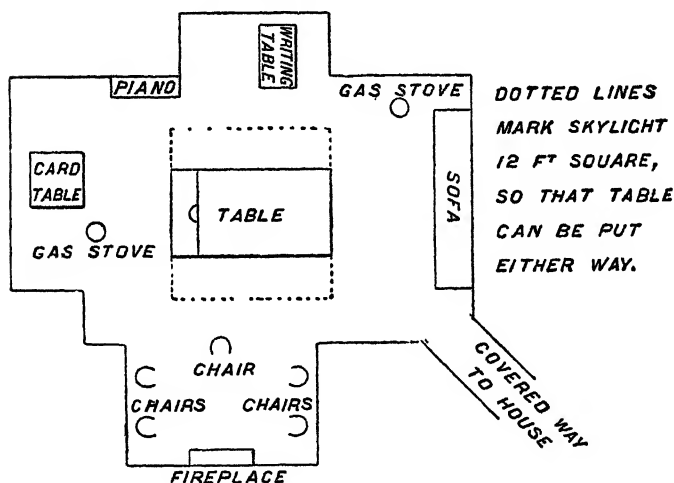 WRITING
TABLE
PIANO
GAS STOVE
DOTTED LINES
MARK SKYLIGHT
12 FT SQUARE,
SO THAT TABLE
CAN BE PUT
EITHER WAY.
CARD
TABLE
TABLE
SOFA
GAS STOVE
CHAIR
CHAIRS
CHAIRS
COVERED WAY
TO HOUSE
FIREPLACE